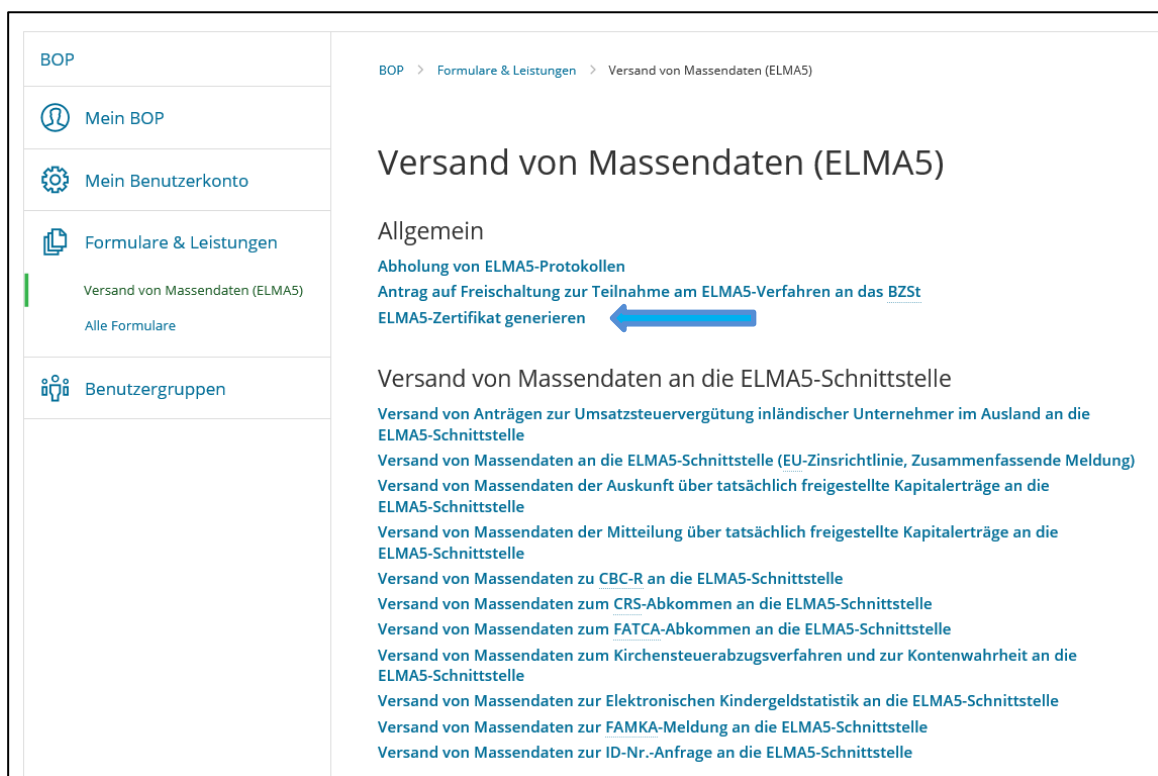 BOP
Mein BOP
Mein Benutzerkonto
Formulare & Leistungen
Versand von Massendaten (ELMA5)
Alle Formulare
Benutzergruppen
BOP > Formulare & Leistungen > Versand von Massendaten (ELMA5)
Versand von Massendaten (ELMA5)
Allgemein
Abholung von ELMA5-Protokollen
Antrag auf Freischaltung zur Teilnahme am ELMA5-Verfahren an das BZSt
ELMA5-Zertifikat generieren
Versand von Massendaten an die ELMA5-Schnittstelle
Versand von Anträgen zur Umsatzsteuervergütung inländischer Unternehmer im Ausland an die
ELMA5-Schnittstelle
Versand von Massendaten an die ELMA5-Schnittstelle (EU-Zinsrichtlinie, Zusammenfassende Meldung)
Versand von Massendaten der Auskunft über tatsächlich freigestellte Kapitalerträge an die
ELMA5-Schnittstelle
Versand von Massendaten der Mitteilung über tatsächlich freigestellte Kapitalerträge an die
ELMA5-Schnittstelle
Versand von Massendaten zu CBC-R an die ELMA5-Schnittstelle
Versand von Massendaten zum CRS-Abkommen an die ELMA5-Schnittstelle
Versand von Massendaten zum FATCA-Abkommen an die ELMA5-Schnittstelle
Versand von Massendaten zum Kirchensteuerabzugsverfahren und zur Kontenwahrheit an die
ELMA5-Schnittstelle
Versand von Massendaten zur Elektronischen Kindergeldstatistik an die ELMA5-Schnittstelle
Versand von Massendaten zur FAMKA-Meldung an die ELMA5-Schnittstelle
Versand von Massendaten zur ID-Nr.-Anfrage an die ELMA5-Schnittstelle